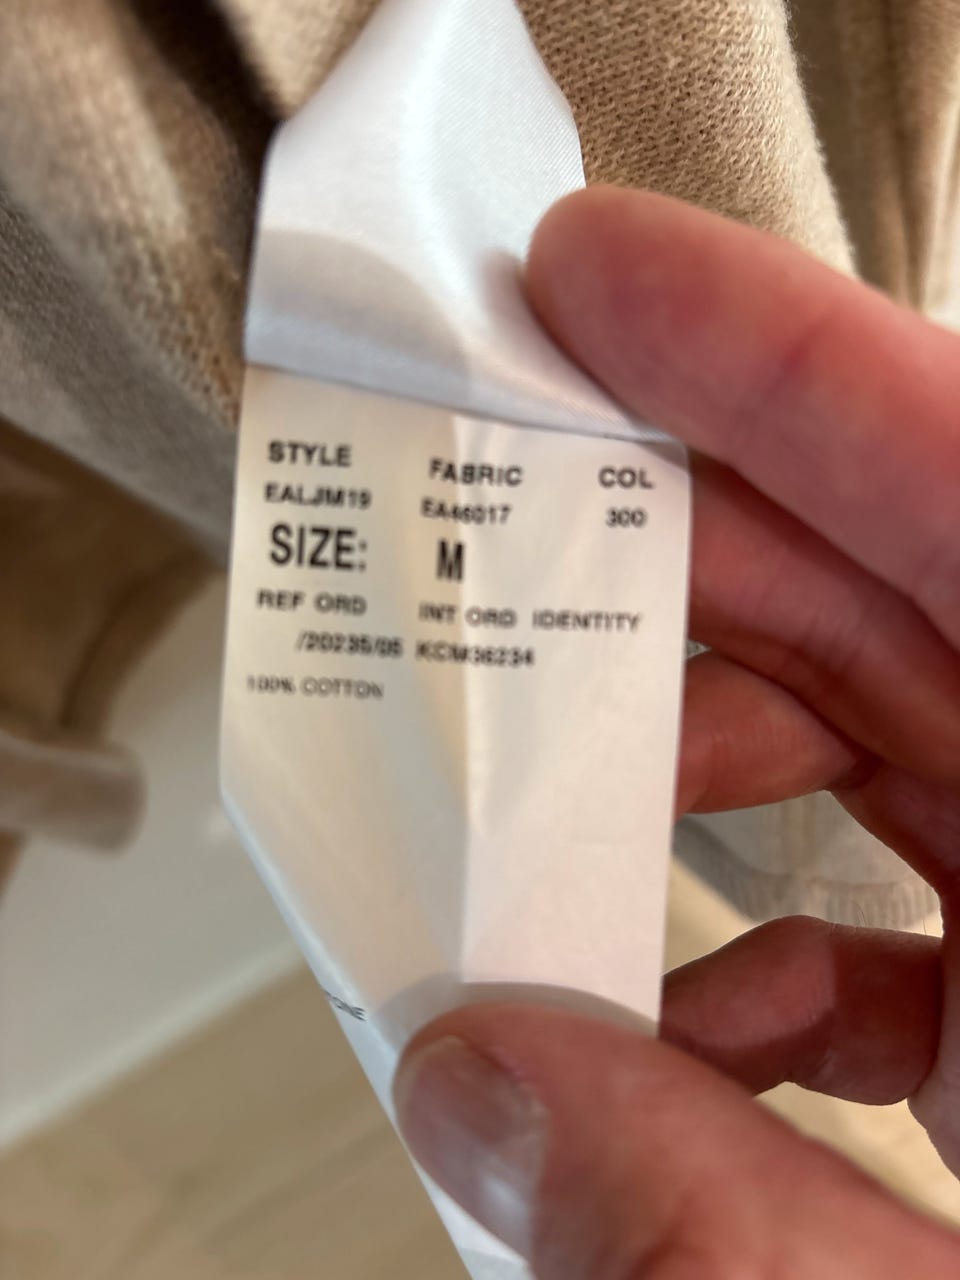 STYLE FABRIC COL
EALJM19 EA46017 300
SIZE: M
REF ORD INT ORD IDENTITY
/20235/05 KCM36234
100% COTTON